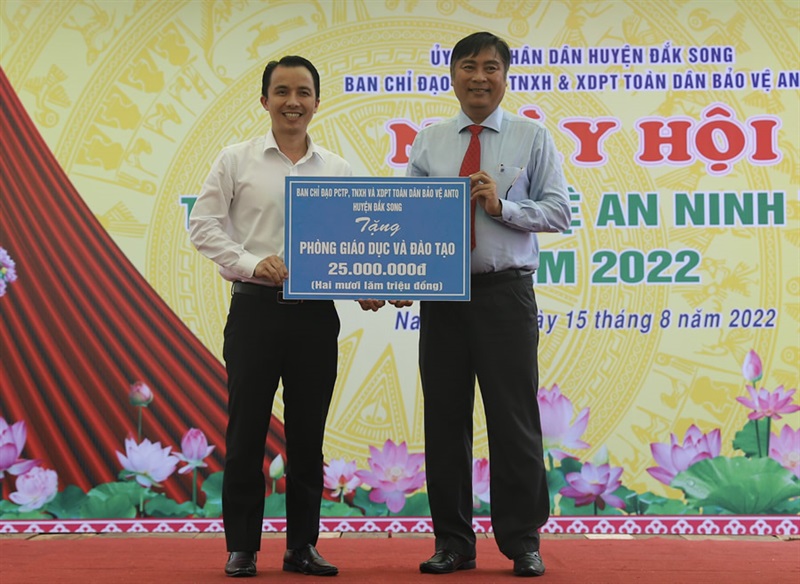 ỦY HÂN DÂN HUYỆN ĐẮK SONG
BAN CHỈ ĐẠO TNXH & XDPT TOÀN DÂN BẢO VỆ AN
NGÀY HỘI
AN NINH
2022
15 tháng 8 năm 2022
BAN CHỈ ĐẠO PCTP, TNXH VÀ XDPT TOÀN DÂN BẢO VỆ ANTQ
HUYỆN ĐẮK SONG
Tặng
PHÒNG GIÁO DỤC VÀ ĐÀO TẠO
25.000.000đ
(Hai mươi lăm triệu đồng)